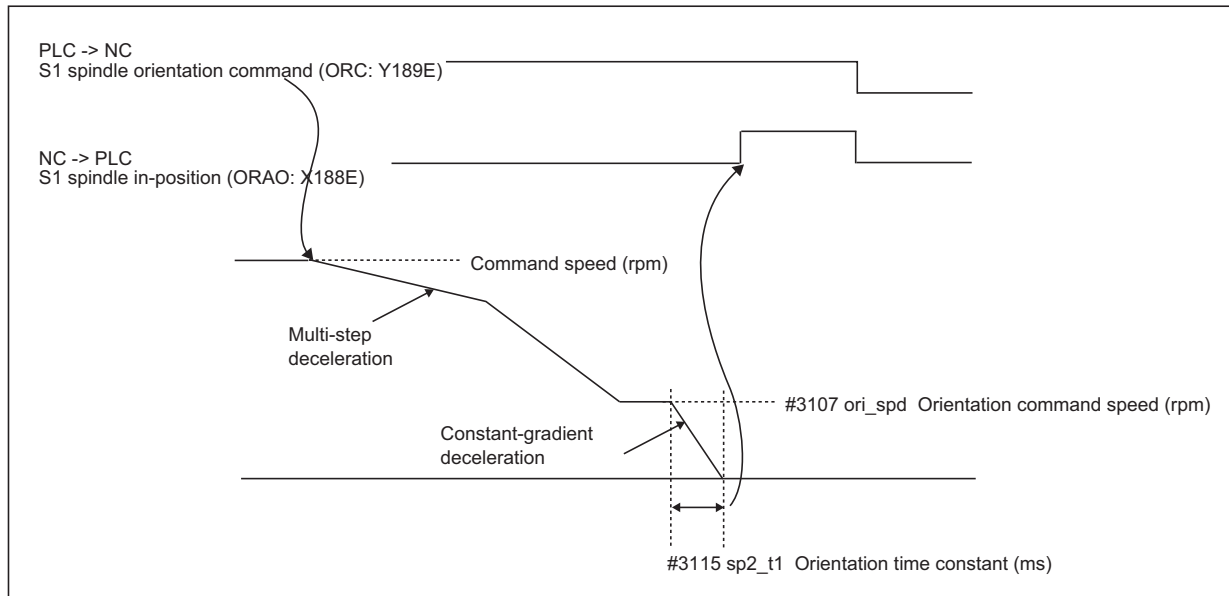 PLC -> NC
S1 spindle orientation command (ORC: Y189E)
NC -> PLC
S1 spindle in-position (ORAO: X188E)
Command speed (rpm)
Multi-step
deceleration
#3107 ori_spd  Orientation command speed (rpm)
Constant-gradient
deceleration
#3115 sp2_t1  Orientation time constant (ms)